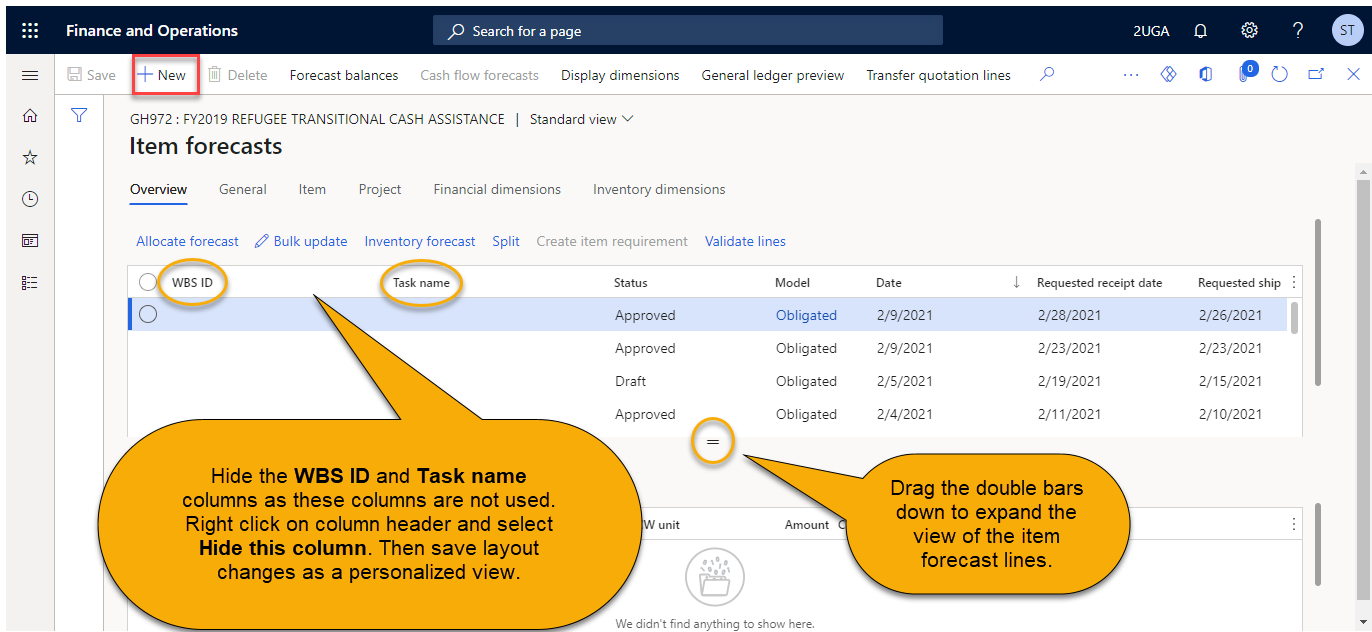 Finance and Operations
Search for a page
2UGA
ST
Save
New
Delete
Forecast balances
Cash flow forecasts
Display dimensions
General ledger preview
Transfer quotation lines
0
GH972 : FY2019 REFUGEE TRANSITIONAL CASH ASSISTANCE | Standard view
Item forecasts
Overview General Item Project Financial dimensions Inventory dimensions
Allocate forecast Bulk update Inventory forecast Split Create item requirement Validate lines
WBS ID Task name Status Model Date Requested receipt date Requested ship
Approved Obligated 2/9/2021 2/28/2021 2/26/2021
Approved Obligated 2/9/2021 2/23/2021 2/23/2021
Draft Obligated 2/5/2021 2/19/2021 2/15/2021
Approved Obligated 2/4/2021 2/11/2021 2/10/2021
Hide the WBS ID and Task name
columns as these columns are not used.
Right click on column header and select
Hide this column. Then save layout
changes as a personalized view.
Drag the double bars
down to expand the
view of the item
forecast lines.
unit Amount
We didn't find anything to show here.